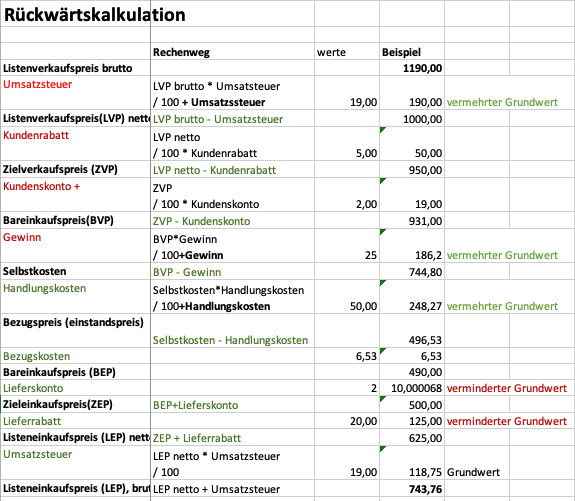 Rückwärtskalkulation
Rechenweg werte Beispiel
Listenverkaufspreis brutto 1190,00
Umsatzsteuer LVP brutto * Umsatsteuer
/ 100 + Umsatzssteuer 19,00 190,00 vermehrter Grundwert
Listenverkaufspreis(LVP) nett LVP brutto - Umsatzsteuer 1000,00
Kundenrabatt LVP netto
/ 100 * Kundenrabatt 5,00 50,00
Zielverkaufspreis (ZVP) LVP netto - Kundenrabatt 950,00
Kundenskonto + ZVP
/ 100 * Kundenskonto 2,00 19,00
Bareinkaufspreis(BVP) ZVP - Kundenskonto 931,00
Gewinn BVP*Gewinn
/ 100+Gewinn 25 186,2 vermehrter Grundwert
Selbstkosten BVP - Gewinn 744,80
Handlungskosten Selbstkosten*Handlungskosten
/ 100+Handlungskosten 50,00 248,27 vermehrter Grundwert
Bezugspreis (einstandspreis)
Selbstkosten - Handlungskosten 496,53
Bezugskosten 6,53 6,53
Bareinkaufspreis (BEP) 490,00
Lieferskonto 2 10,000068 verminderter Grundwert
Zieleinkaufspreis(ZEP) BEP+Lieferskonto 500,00
Lieferrabatt 20,00 125,00 verminderter Grundwert
Listeneinkaufspreis (LEP) nett ZEP + Lieferrabatt 625,00
Umsatzsteuer LEP netto * Umsatzsteuer
/ 100 19,00 118,75 Grundwert
Listeneinkaufspreis (LEP), brut LEP netto + Umsatzsteuer 743,76